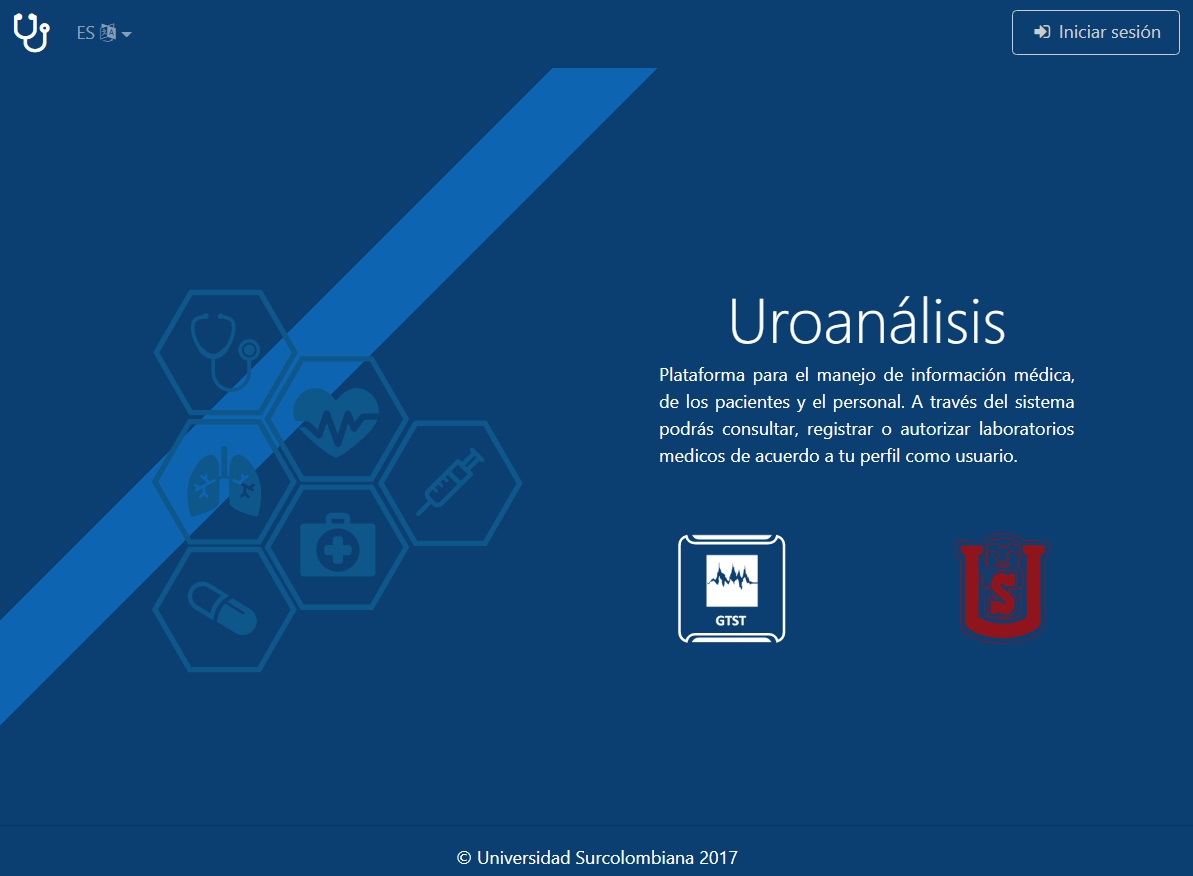 ES
Iniciar sesión
Uroanálisis
Plataforma para el manejo de información médica,
de los pacientes y el personal. A través del sistema
podrás consultar, registrar o autorizar laboratorios
medicos de acuerdo a tu perfil como usuario.
GTST
US
© Universidad Surcolombiana 2017